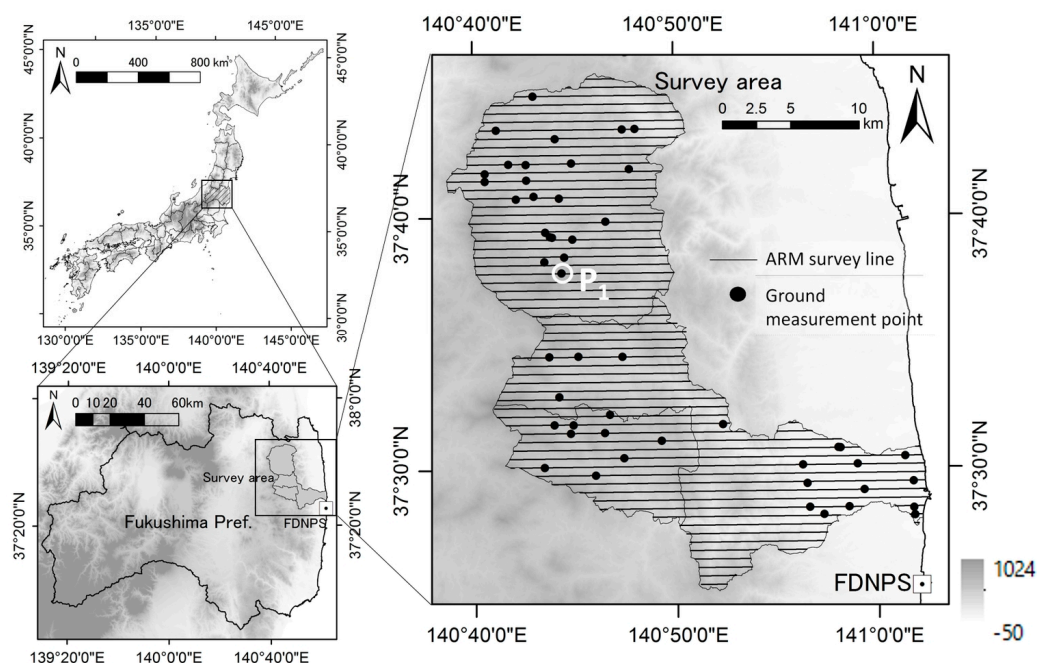 135°0'0"E 145°0'0"E
45°0'0"N
40°0'0"N
35°0'0"N
45°0'0"N
40°0'0"N
35°0'0"N
30°0'0"N
N
0 400 800 km
130°0'0"E 135°0'0"E 140°0'0"E 145°0'0"E
139°20'0"E 140°0'0"E 140°40'0"E
38°0'0"N
37°20'0"N
37°20'0"N
N
0 10 20 40 60km
Survey area
Fukushima Pref.
FDNPS
139°20'0"E 140°0'0"E 140°40'0"E
140°40'0"E 140°50'0"E 141°0'0"E
Survey area
N
0 2.5 5 10
km
37°40'0"N
37°40'0"N
ARM survey line
Ground
measurement point
P1
37°30'0"N
37°30'0"N
FDNPS
140°40'0"E 140°50'0"E 141°0'0"E
1024
-50